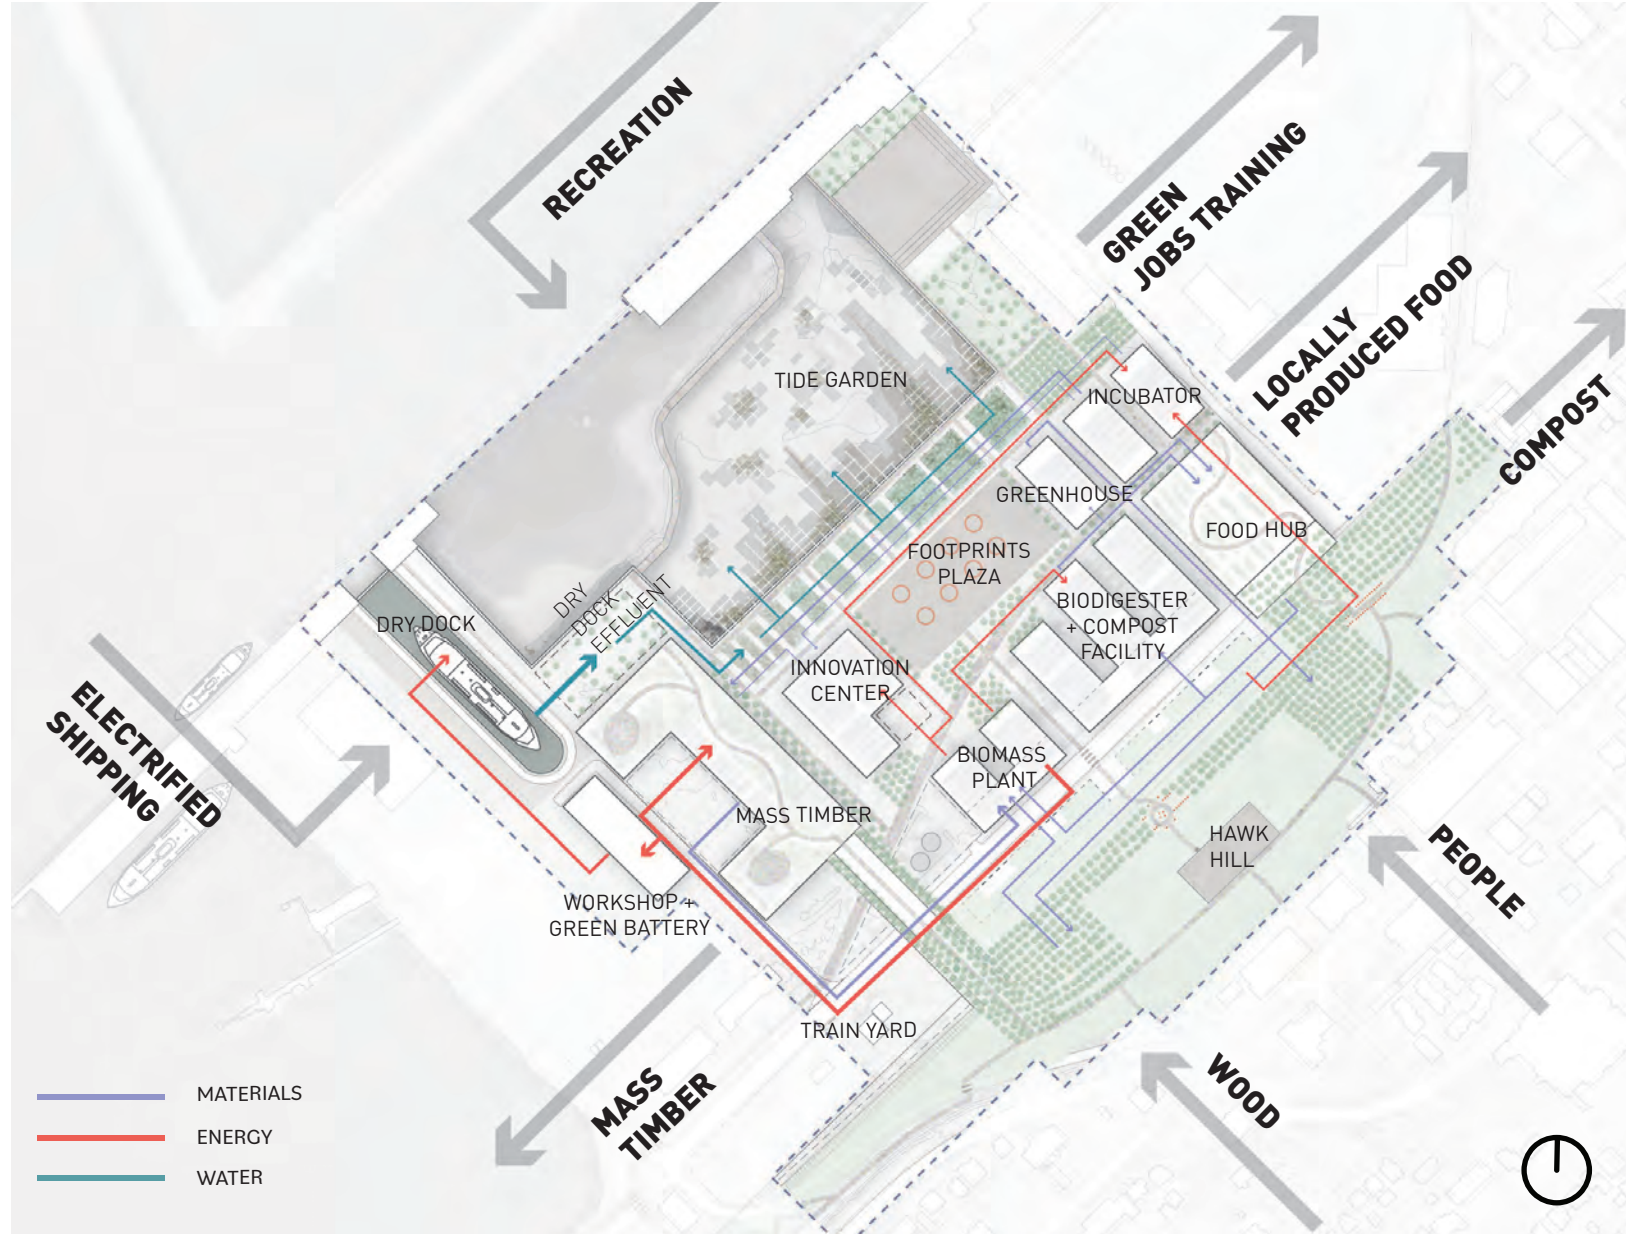 RECREATION
GREEN
JOBS TRAINING
LOCALLY
PRODUCED FOOD
COMPOST
TIDE GARDEN
INCUBATOR
GREENHOUSE
FOOD HUB
FOOTPRINTS
PLAZA
DRY
DOCK
EFFLUENT
DRY DOCK
BIODIGESTER
+ COMPOST
FACILITY
INNOVATION
CENTER
ELECTRIFIED
SHIPPING
BIOMASS
PLANT
MASS TIMBER
HAWK
HILL
PEOPLE
WORKSHOP +
GREEN BATTERY
TRAIN YARD
MASS
TIMBER
WOOD
MATERIALS
ENERGY
WATER